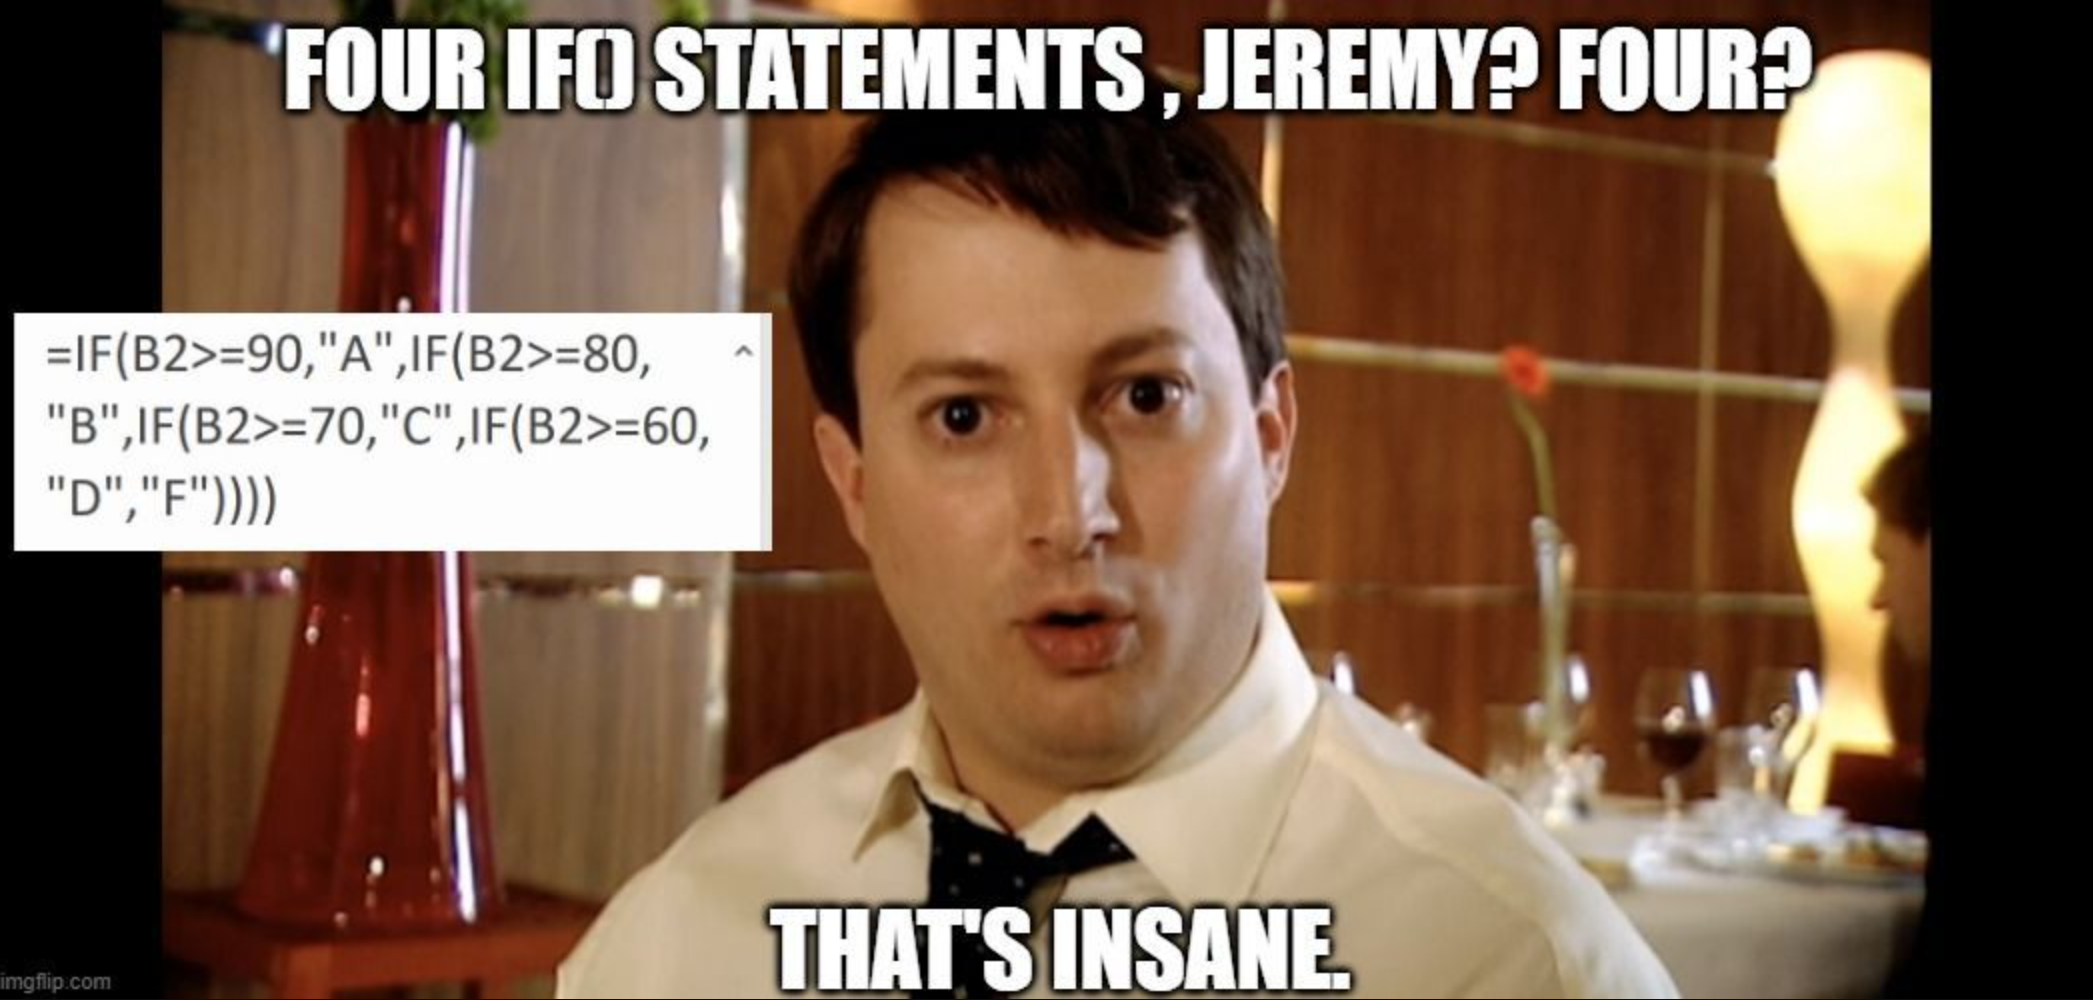 FOUR IF() STATEMENTS , JEREMY? FOUR?
=IF(B2>=90,"A",IF(B2>=80,
"B",IF(B2>=70,"C",IF(B2>=60,
"D","F"))))
THAT'S INSANE.
imgflip.com